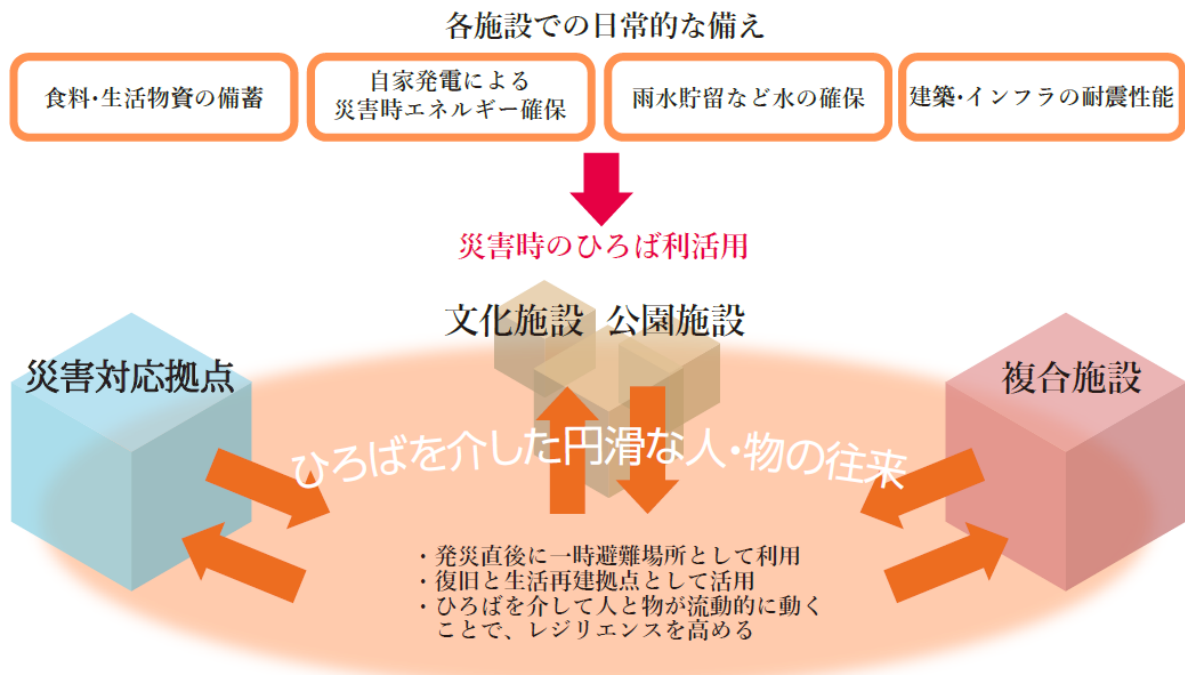 各施設での日常的な備え
食料・生活物資の備蓄
自家発電による
災害時エネルギー確保
雨水貯留など水の確保
建築・インフラの耐震性能
災害時のひろば利活用
文化施設
公園施設
災害対応拠点
複合施設
ひろばを介した円滑な人・物の往来
・発災直後に一時避難場所として利用
・復旧と生活再建拠点として活用
・ひろばを介して人と物が流動的に動く
ことで、レジリエンスを高める